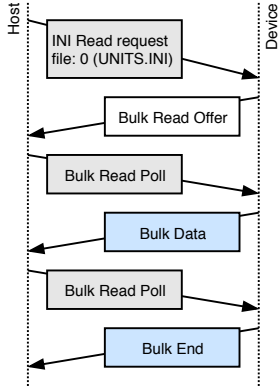 Host
Device
INI Read request
file: 0 (UNITS.INI)
Bulk Read Offer
Bulk Read Poll
Bulk Data
Bulk Read Poll
Bulk End